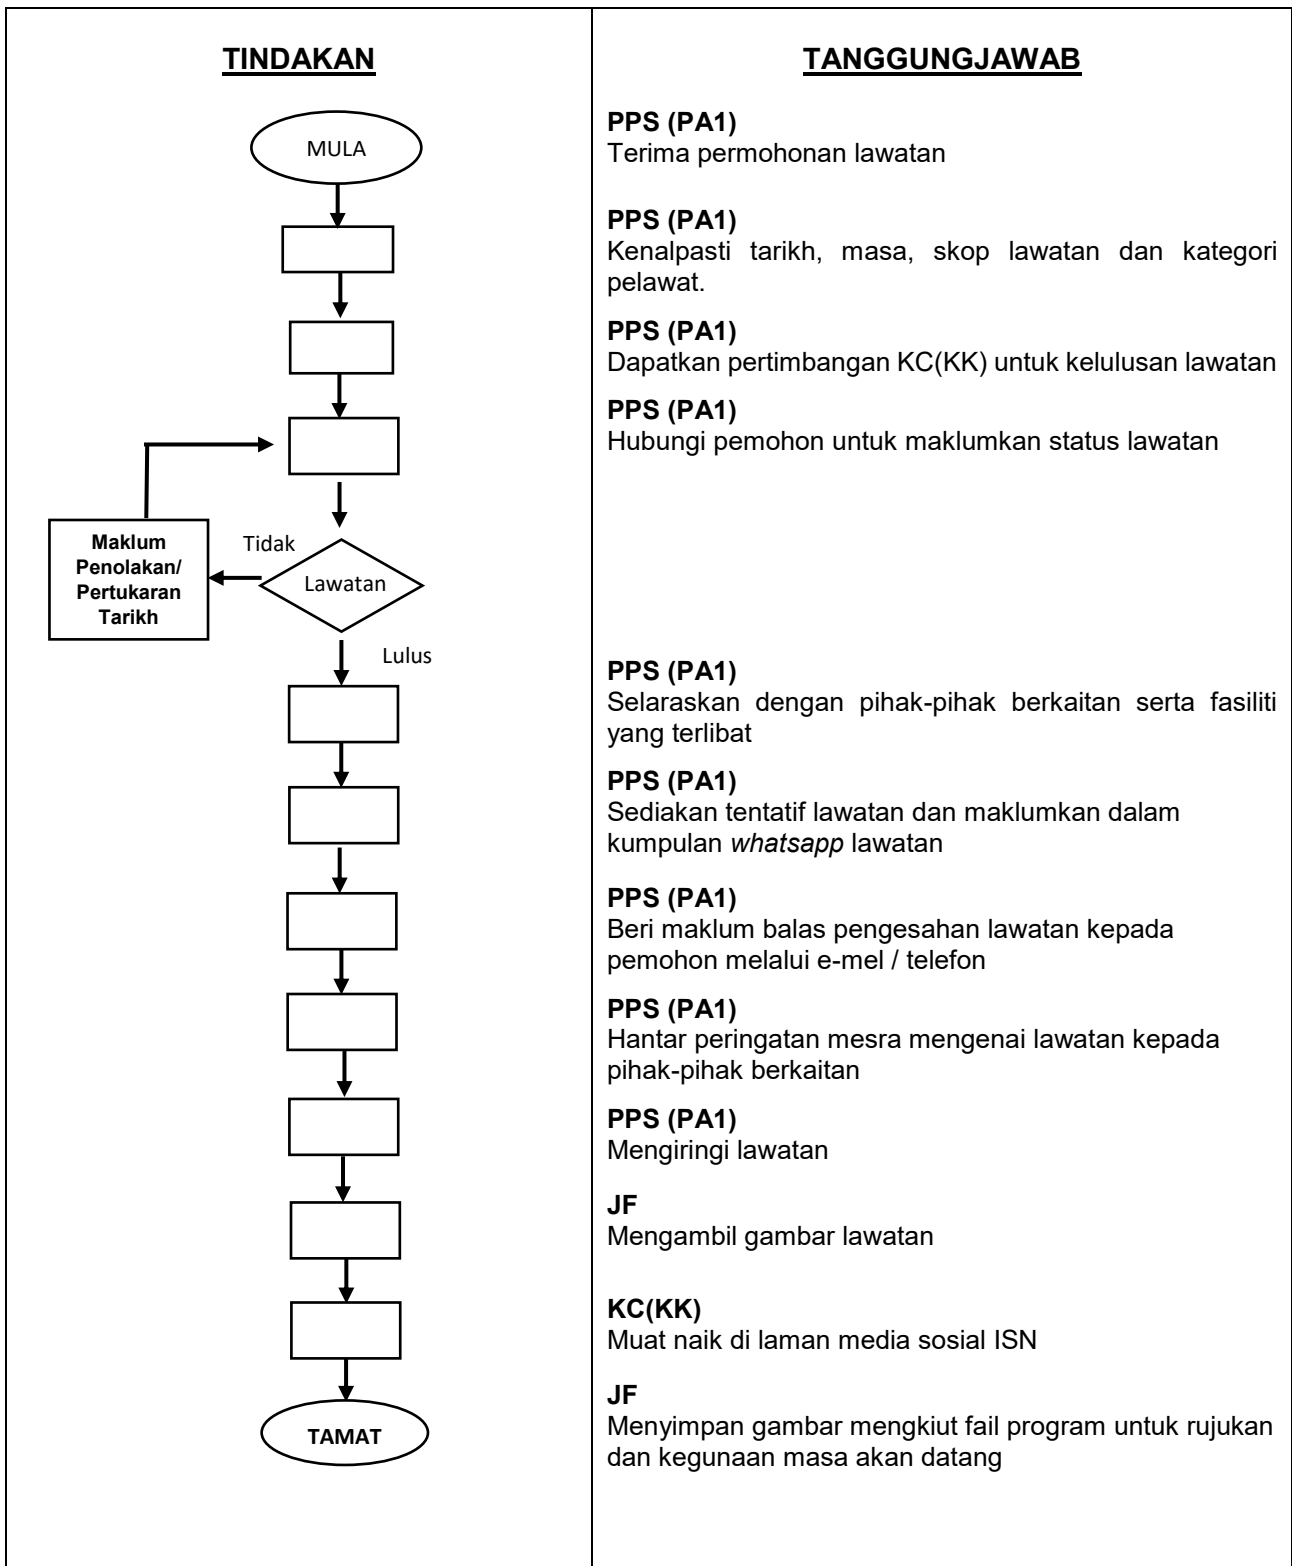 TINDAKAN
MULA
Maklum
Penolakan/
Pertukaran
Tarikh
Tidak
Lawatan
Lulus
TAMAT
TANGGUNGJAWAB
PPS (PA1)
Terima permohonan lawatan
PPS (PA1)
Kenalpasti tarikh, masa, skop lawatan dan kategori
pelawat.
PPS (PA1)
Dapatkan pertimbangan KC(KK) untuk kelulusan lawatan
PPS (PA1)
Hubungi pemohon untuk maklumkan status lawatan
PPS (PA1)
Selaraskan dengan pihak-pihak berkaitan serta fasiliti
yang terlibat
PPS (PA1)
Sediakan tentatif lawatan dan maklumkan dalam
kumpulan whatsapp lawatan
PPS (PA1)
Beri maklum balas pengesahan lawatan kepada
pemohon melalui e-mel / telefon
PPS (PA1)
Hantar peringatan mesra mengenai lawatan kepada
pihak-pihak berkaitan
PPS (PA1)
Mengiringi lawatan
JF
Mengambil gambar lawatan
KC(KK)
Muat naik di laman media sosial ISN
JF
Menyimpan gambar mengkiut fail program untuk rujukan
dan kegunaan masa akan datang